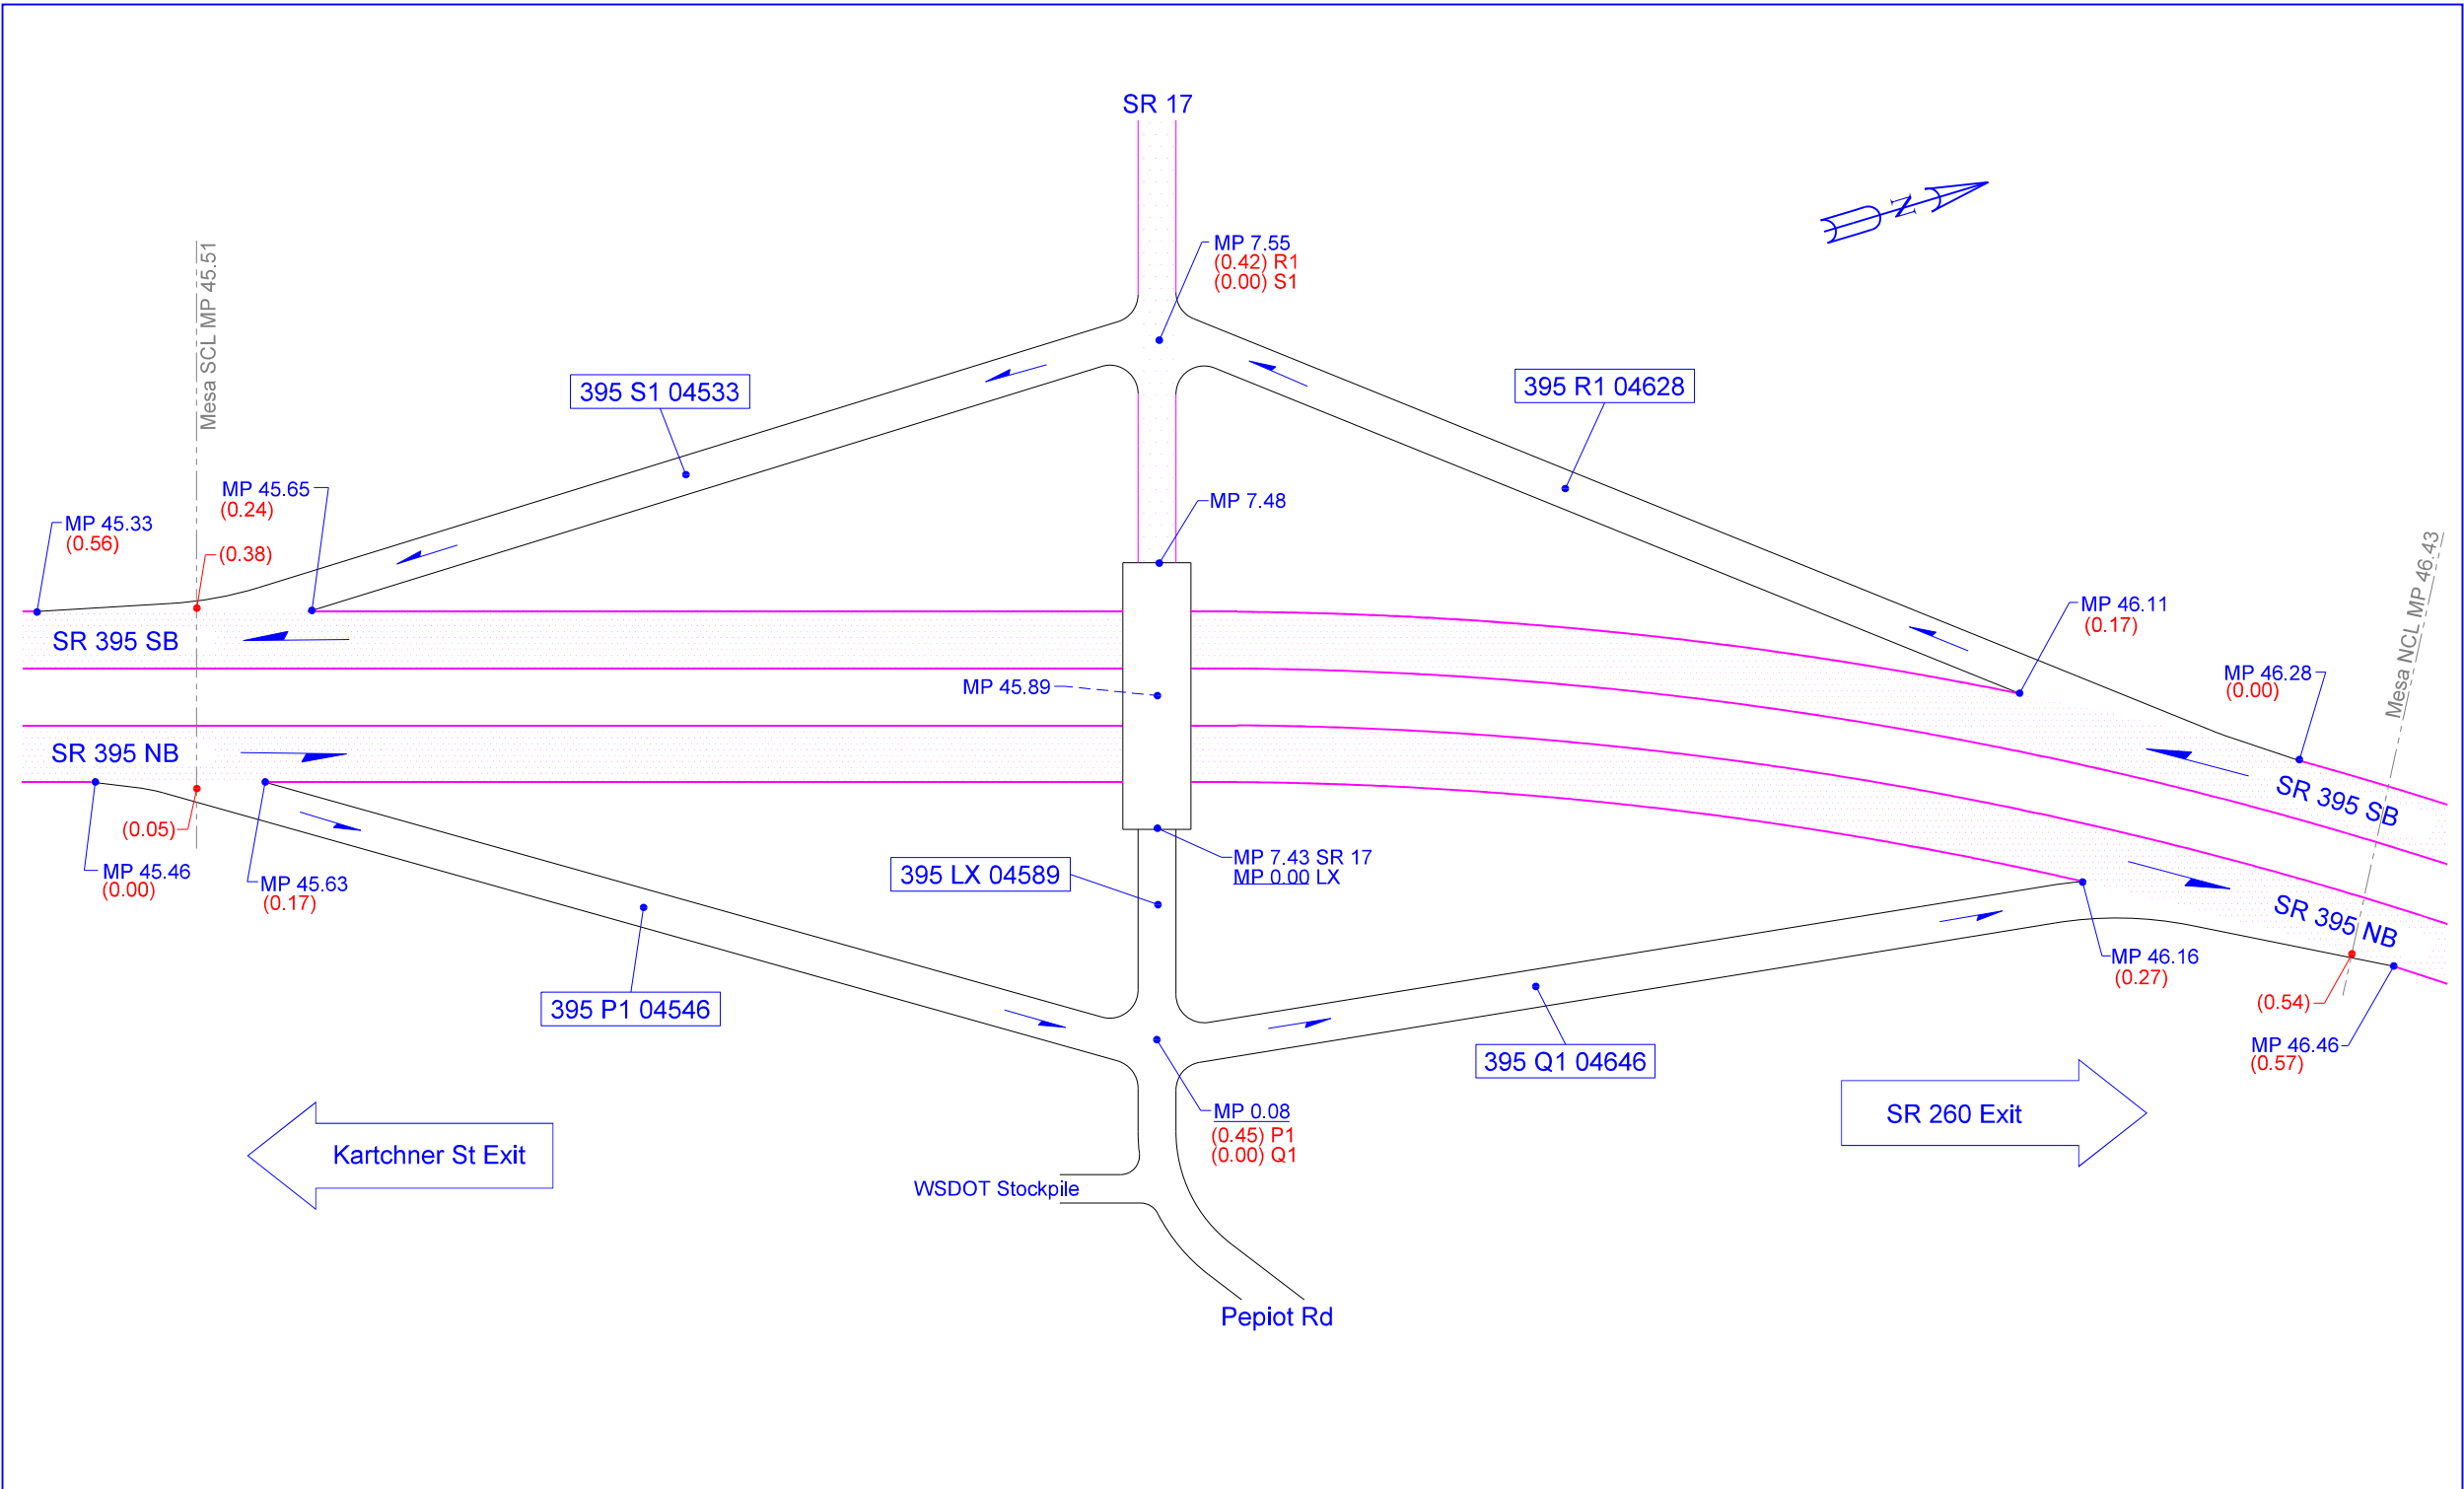 SR 17
N
MP 7.55
(0.42) R1
(0.00) S1
Mesa SCL MP 45.51
395 S1 04533
395 R1 04628
MP 45.65
(0.24)
MP 7.48
MP 45.33
(0.56)
(0.38)
Mesa NCL MP 46.43
MP 46.11
(0.17)
SR 395 SB
MP 46.28
(0.00)
MP 45.89
SR 395 NB
SR 395 SB
(0.05)
MP 45.46
(0.00)
MP 45.63
(0.17)
395 LX 04589
MP 7.43 SR 17
MP 0.00 LX
SR 395 NB
MP 46.16
(0.27)
395 P1 04546
(0.54)
395 Q1 04646
MP 46.46
(0.57)
MP 0.08
(0.45) P1
(0.00) Q1
Kartchner St Exit
SR 260 Exit
WSDOT Stockpile
Pepiot Rd